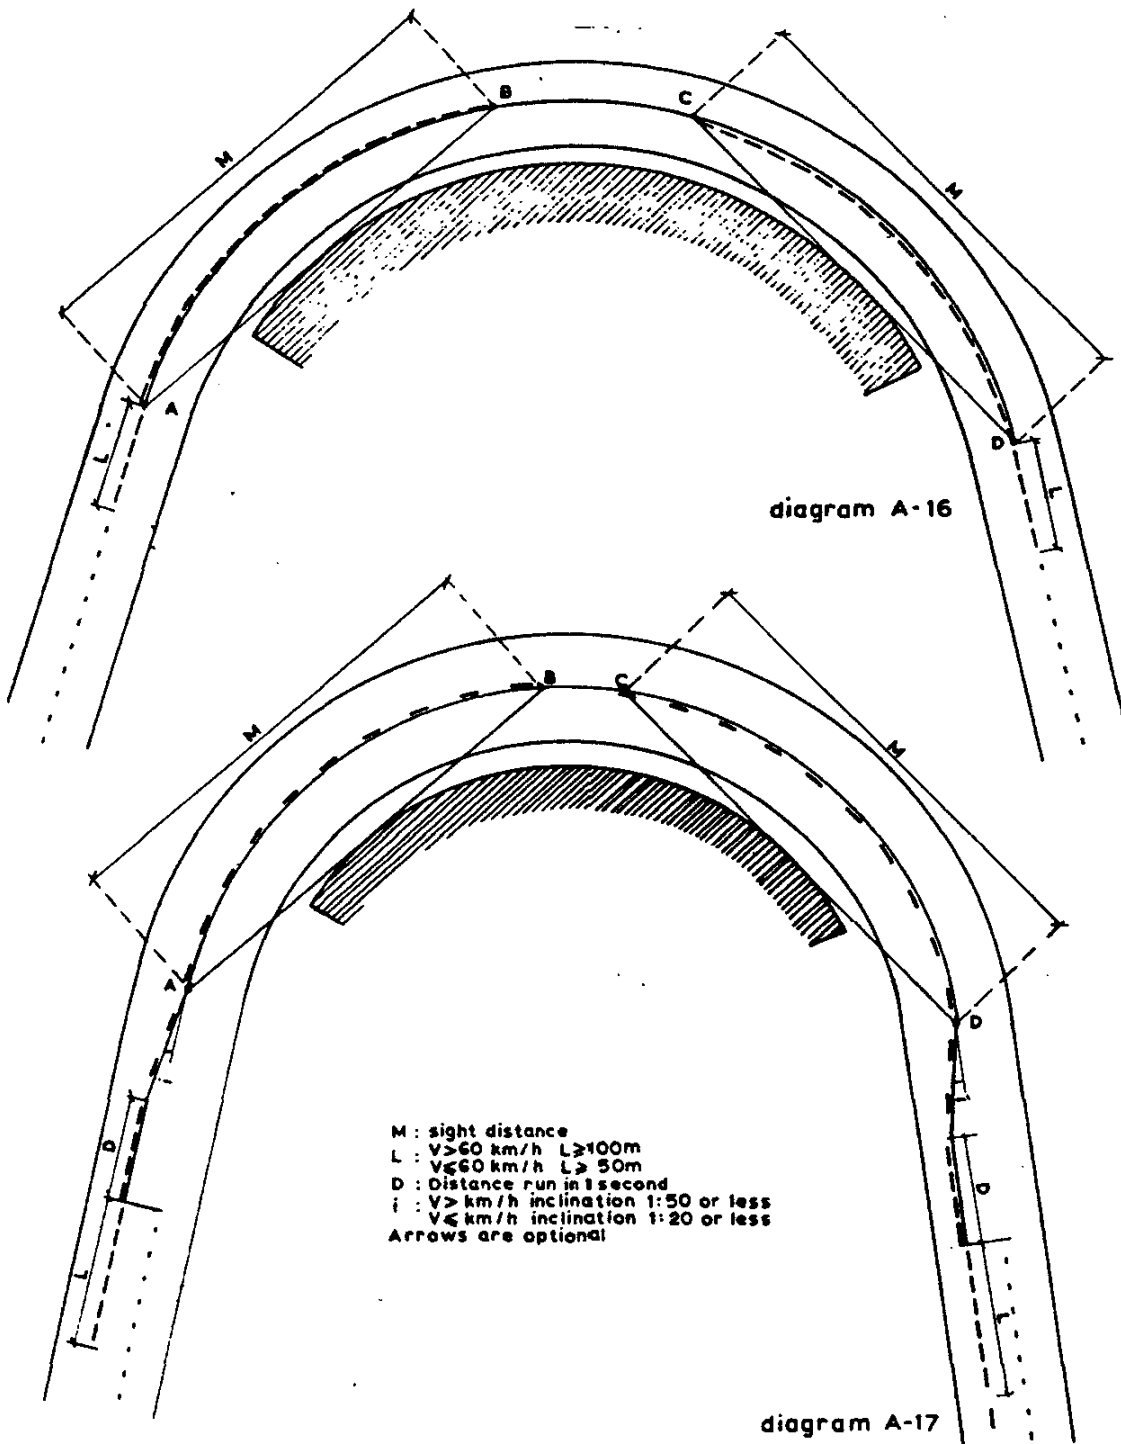 M
B
C
M
A
L
D
L
diagram A-16
M
B
C
M
A
i
D
i
D
D
L
L
M : sight distance
L : V>60 km/h L≥100m
V≤60 km/h L≥ 50m
D : Distance run in 1 second
i : V> km/h inclination 1:50 or less
V≤ km/h inclination 1:20 or less
Arrows are optional
diagram A-17